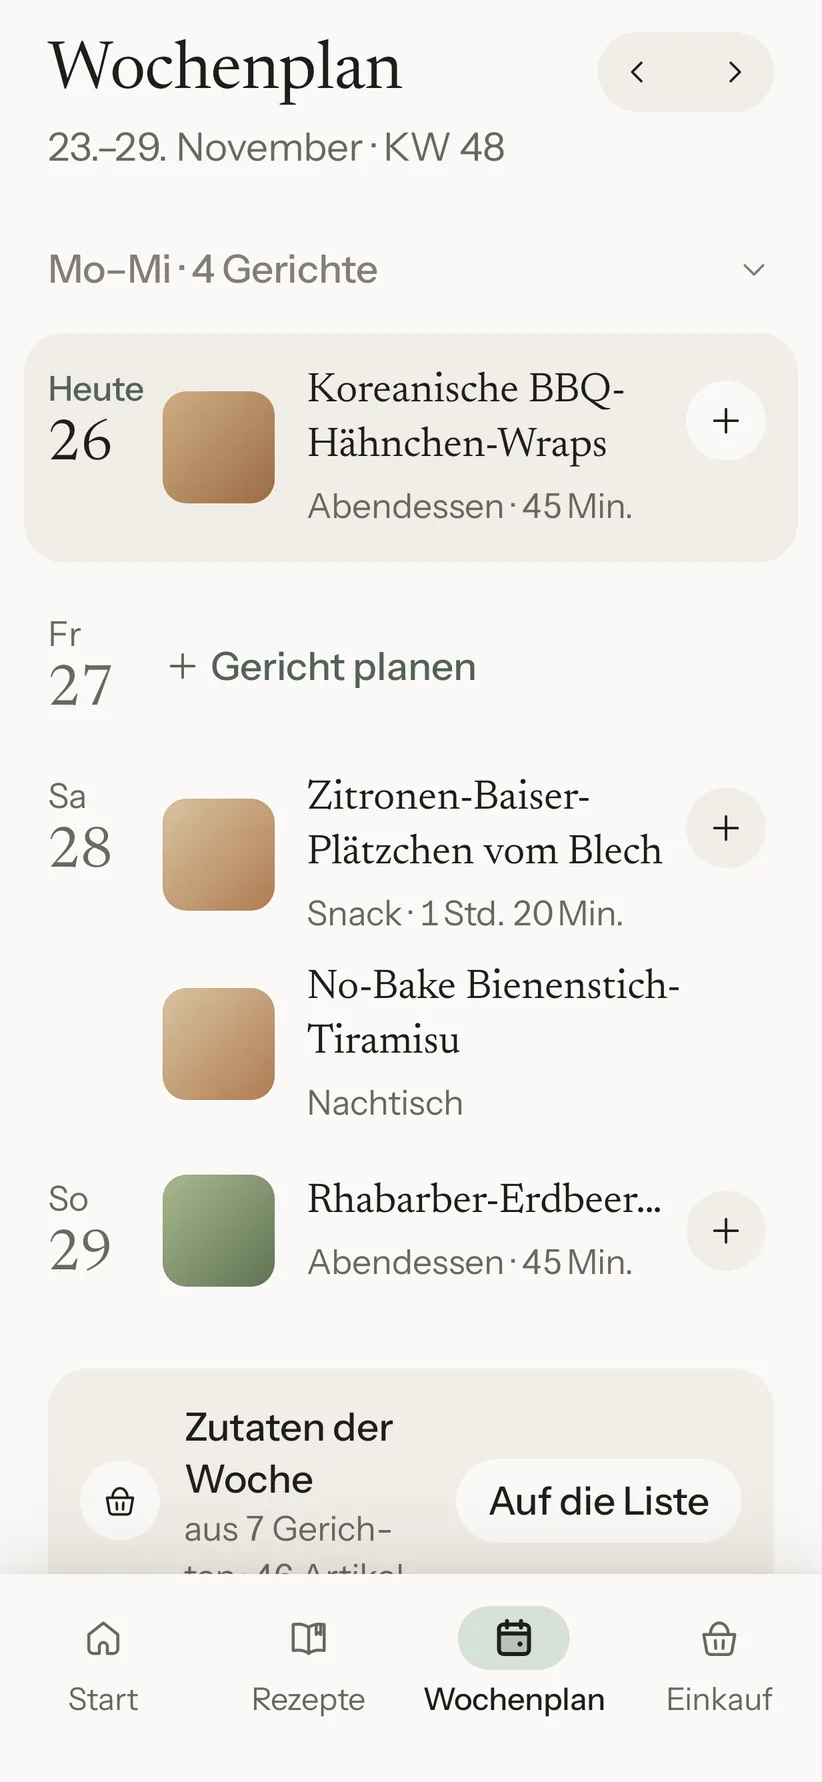 Wochenplan
23.–29. November · KW 48
Mo–Mi · 4 Gerichte
Heute
26
Koreanische BBQ-
Hähnchen-Wraps
Abendessen · 45 Min.
Fr
27
+ Gericht planen
Sa
28
Zitronen-Baiser-
Plätzchen vom Blech
Snack · 1 Std. 20 Min.
No-Bake Bienenstich-
Tiramisu
Nachtisch
So
29
Rhabarber-Erdbeer…
Abendessen · 45 Min.
Zutaten der
Woche
aus 7 Gerich-
ten · 46 Artikel
Auf die Liste
Start
Rezepte
Wochenplan
Einkauf